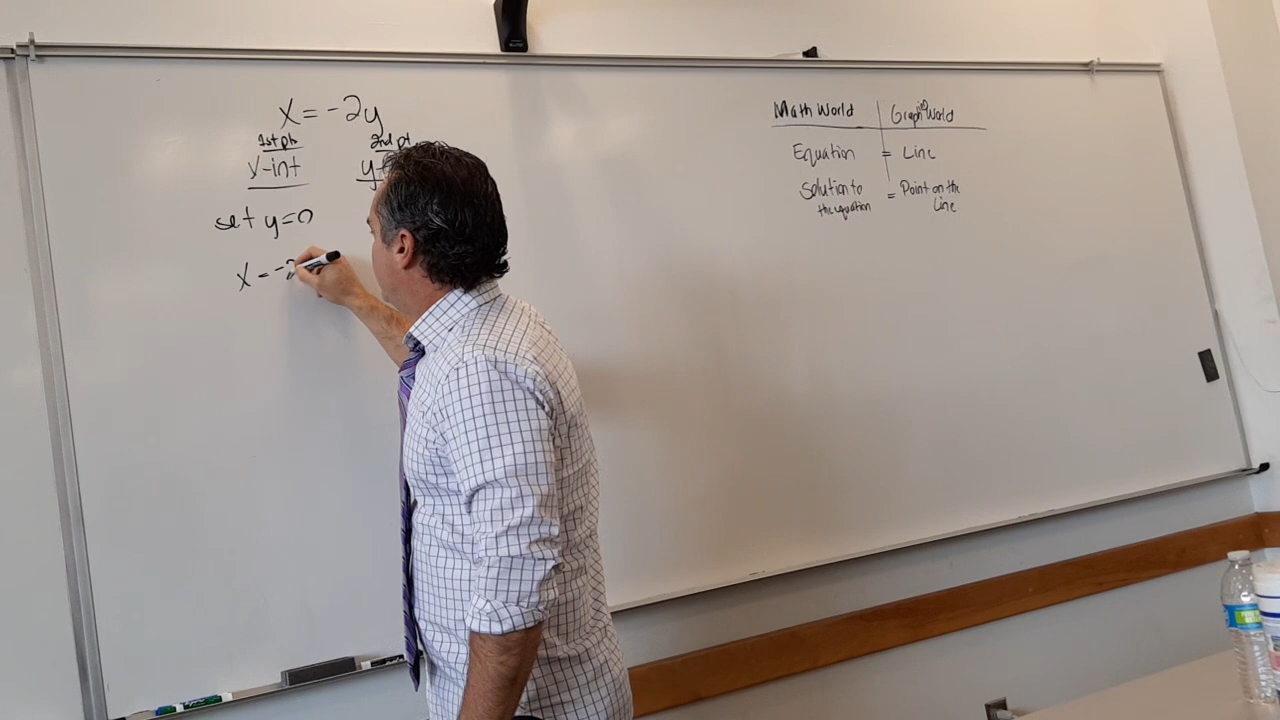 x = -2y
1st pt.
x-int
2nd pt
set y=0
x = -2
Math World
Graph World
Equation = Line
Solution to the equation = Point on the Line